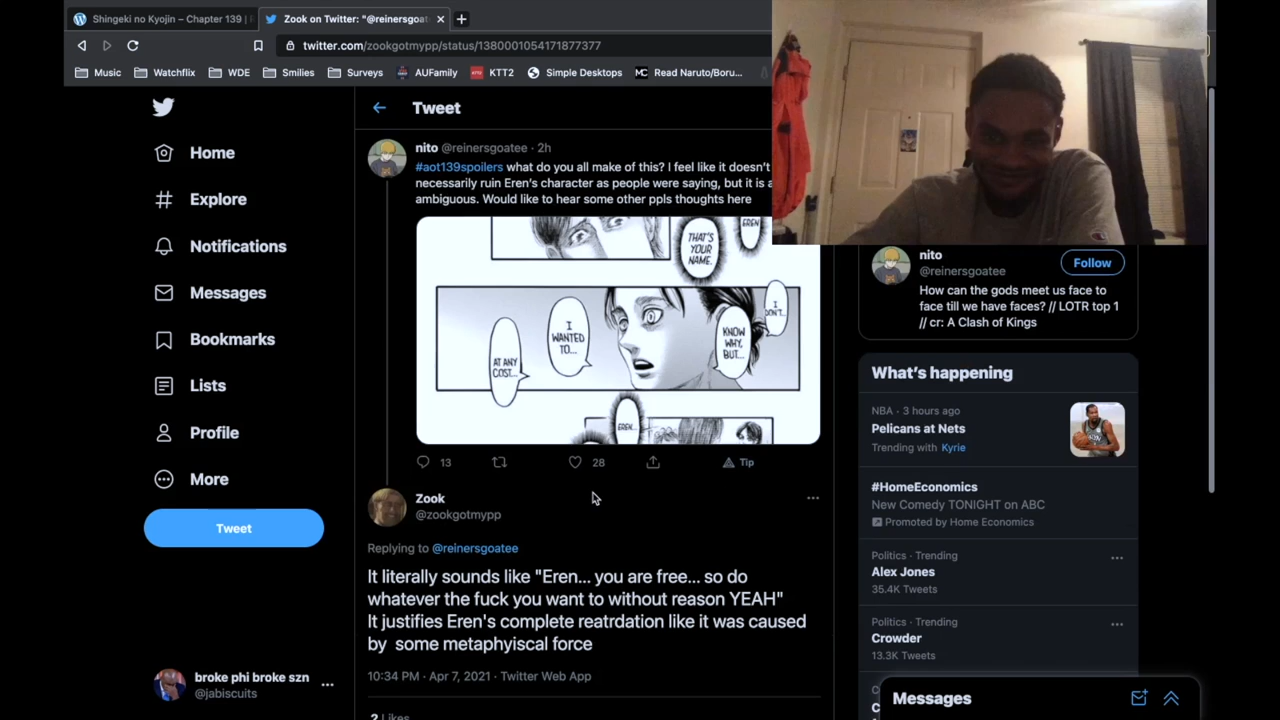 Shingeki no Kyojin – Chapter 139 |
Zook on Twitter: "@reinersgoat
twitter.com/zookgotmypp/status/1380001054171877377
Music
Watchflix
WDE
Smilies
Surveys
AUFamily
KTT2
Simple Desktops
MC
Read Naruto/Boru...
Home
Explore
Notifications
Messages
Bookmarks
Lists
Profile
More
Tweet
broke phi broke szn
@jabiscuits
Tweet
nito @reinersgoatee · 2h
#aot139spoilers what do you all make of this? I feel like it doesn't
necessarily ruin Eren's character as people were saying, but it is a
ambiguous. Would like to hear some other ppls thoughts here
EREN
THAT'S
YOUR
NAME.
I
DON'T...
KNOW
WHY,
BUT...
I
WANTED
TO...
AT ANY
COST...
EREN...
13
28
Tip
Zook
@zookgotmypp
Replying to @reinersgoatee
It literally sounds like "Eren... you are free... so do
whatever the fuck you want to without reason YEAH"
It justifies Eren's complete reatrdation like it was caused
by some metaphyiscal force
10:34 PM · Apr 7, 2021 · Twitter Web App
2 Likes
nito
@reinersgoatee
Follow
How can the gods meet us face to
face till we have faces? // LOTR top 1
// cr: A Clash of Kings
What's happening
NBA · 3 hours ago
Pelicans at Nets
Trending with Kyrie
#HomeEconomics
New Comedy TONIGHT on ABC
Promoted by Home Economics
Politics · Trending
Alex Jones
35.4K Tweets
Politics · Trending
Crowder
13.3K Tweets
Messages